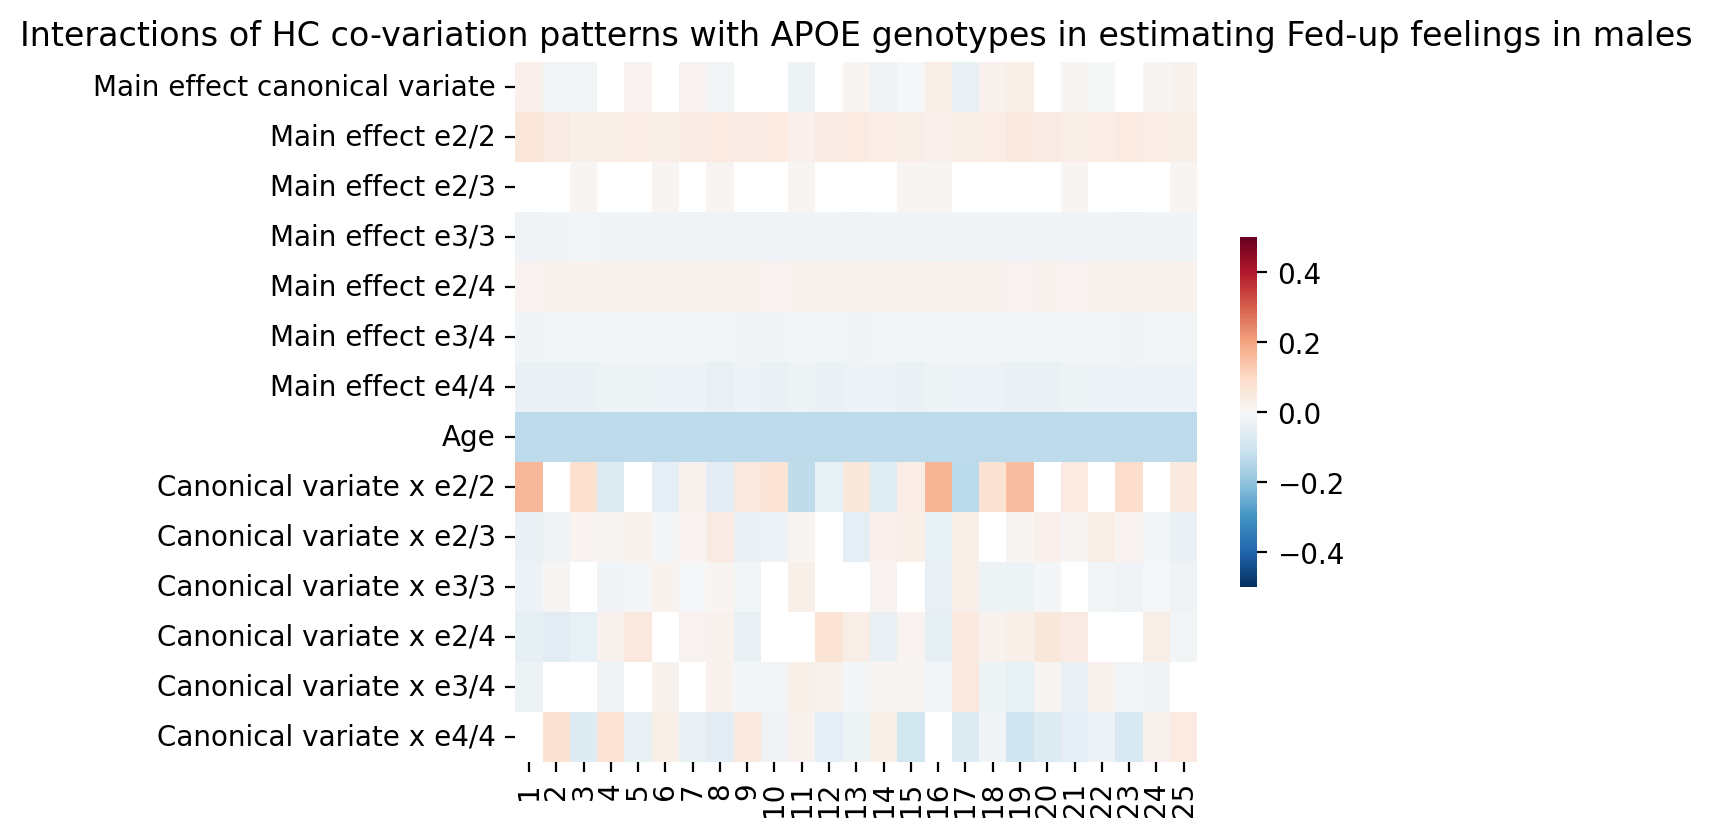 Interactions of HC co-variation patterns with APOE genotypes in estimating Fed-up feelings in males
Main effect canonical variate
Main effect e2/2
Main effect e2/3
Main effect e3/3
Main effect e2/4
Main effect e3/4
Main effect e4/4
Age
Canonical variate x e2/2
Canonical variate x e2/3
Canonical variate x e3/3
Canonical variate x e2/4
Canonical variate x e3/4
Canonical variate x e4/4
1 2 3 4 5 6 7 8 9 10 11 12 13 14 15 16 17 18 19 20 21 22 23 24 25
0.4
0.2
0.0
−0.2
−0.4